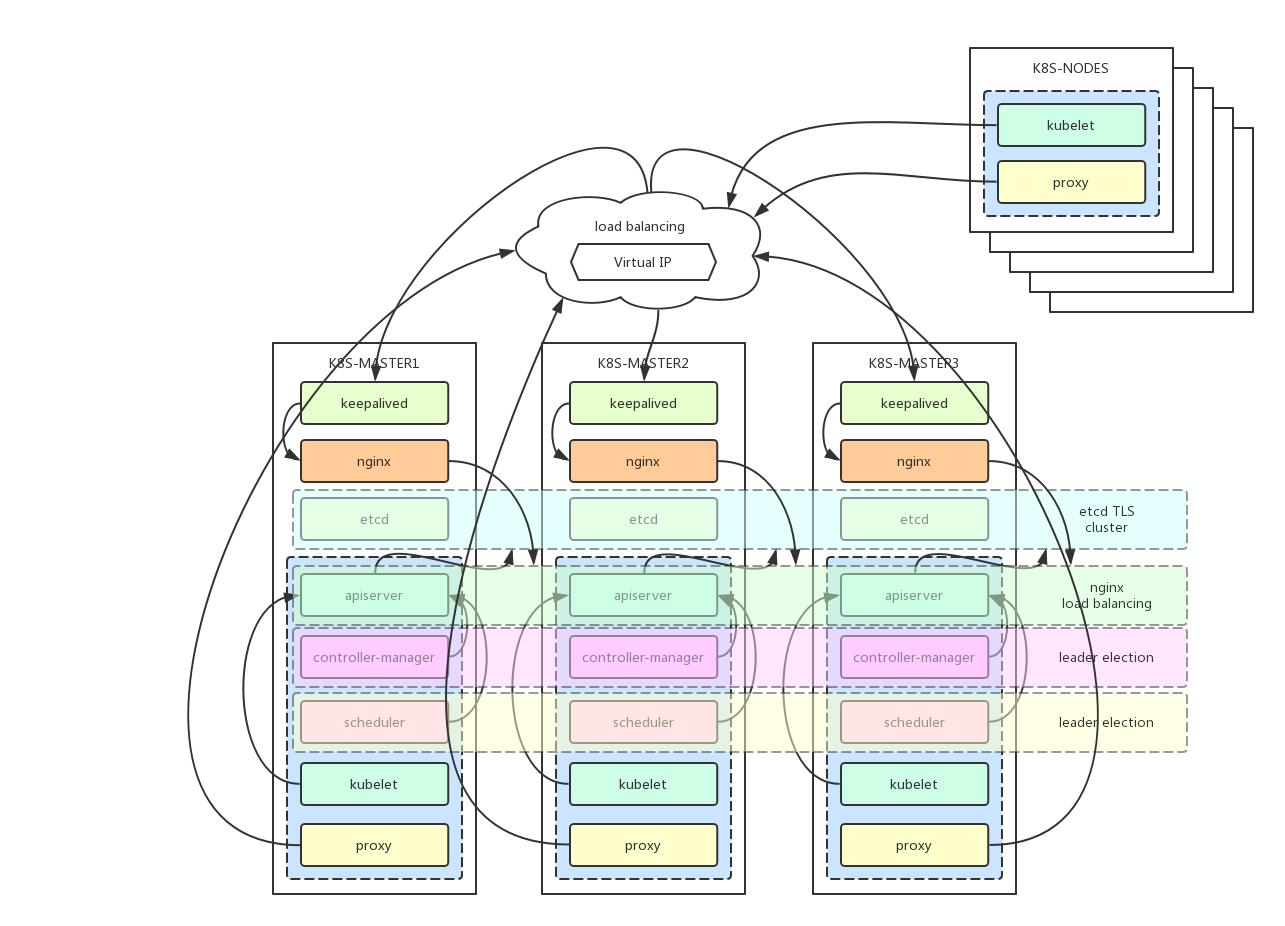 K8S-NODES
kubelet
proxy
load balancing
Virtual IP
K8S-MASTER1
keepalived
nginx
etcd
apiserver
controller-manager
scheduler
kubelet
proxy
K8S-MASTER2
keepalived
nginx
etcd
apiserver
controller-manager
scheduler
kubelet
proxy
K8S-MASTER3
keepalived
nginx
etcd
apiserver
controller-manager
scheduler
kubelet
proxy
etcd TLS
cluster
nginx
load balancing
leader election
leader election